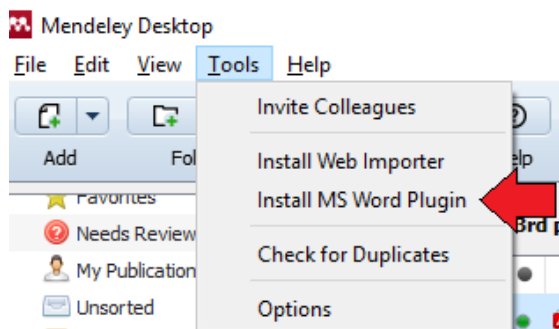 Mendeley Desktop
File Edit View Tools Help
Invite Colleagues
Add
Install Web Importer
Install MS Word Plugin
Favorites
3rd
Needs Review
Check for Duplicates
My Publication
Unsorted
Options